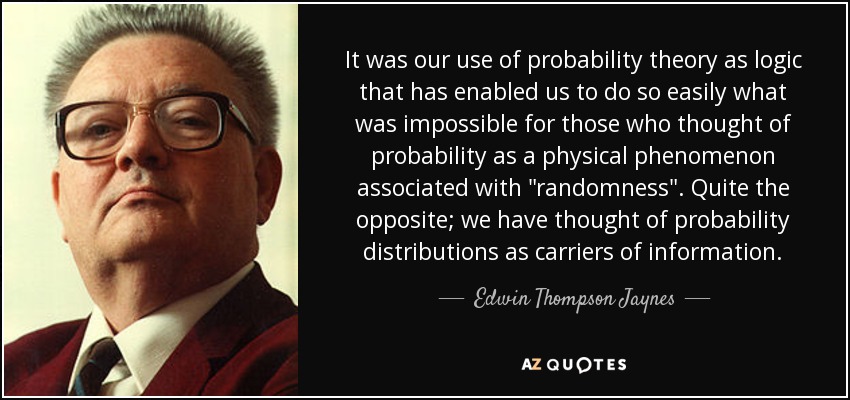 It was our use of probability theory as logic
that has enabled us to do so easily what
was impossible for those who thought of
probability as a physical phenomenon
associated with "randomness". Quite the
opposite; we have thought of probability
distributions as carriers of information.
Edwin Thompson Jaynes
AZ QUOTES